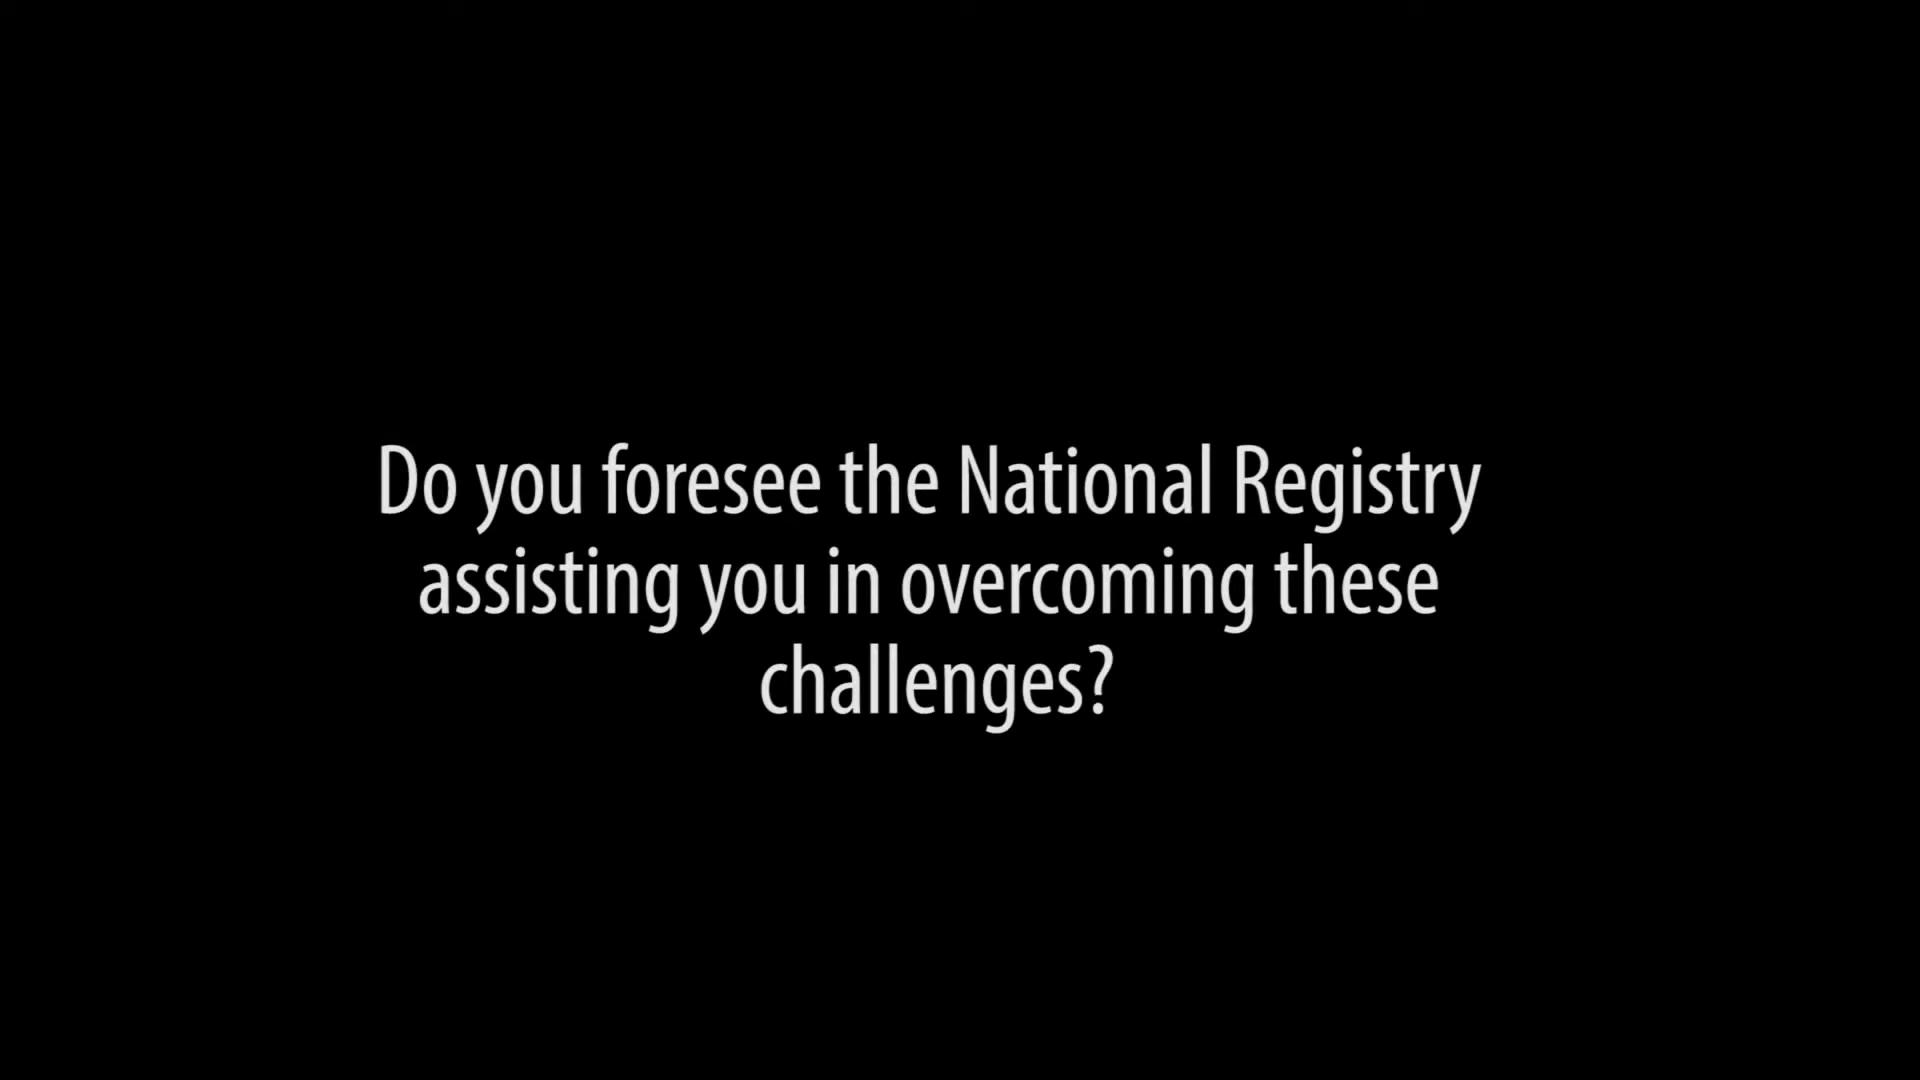 Do you foresee the National Registry
assisting you in overcoming these
challenges?